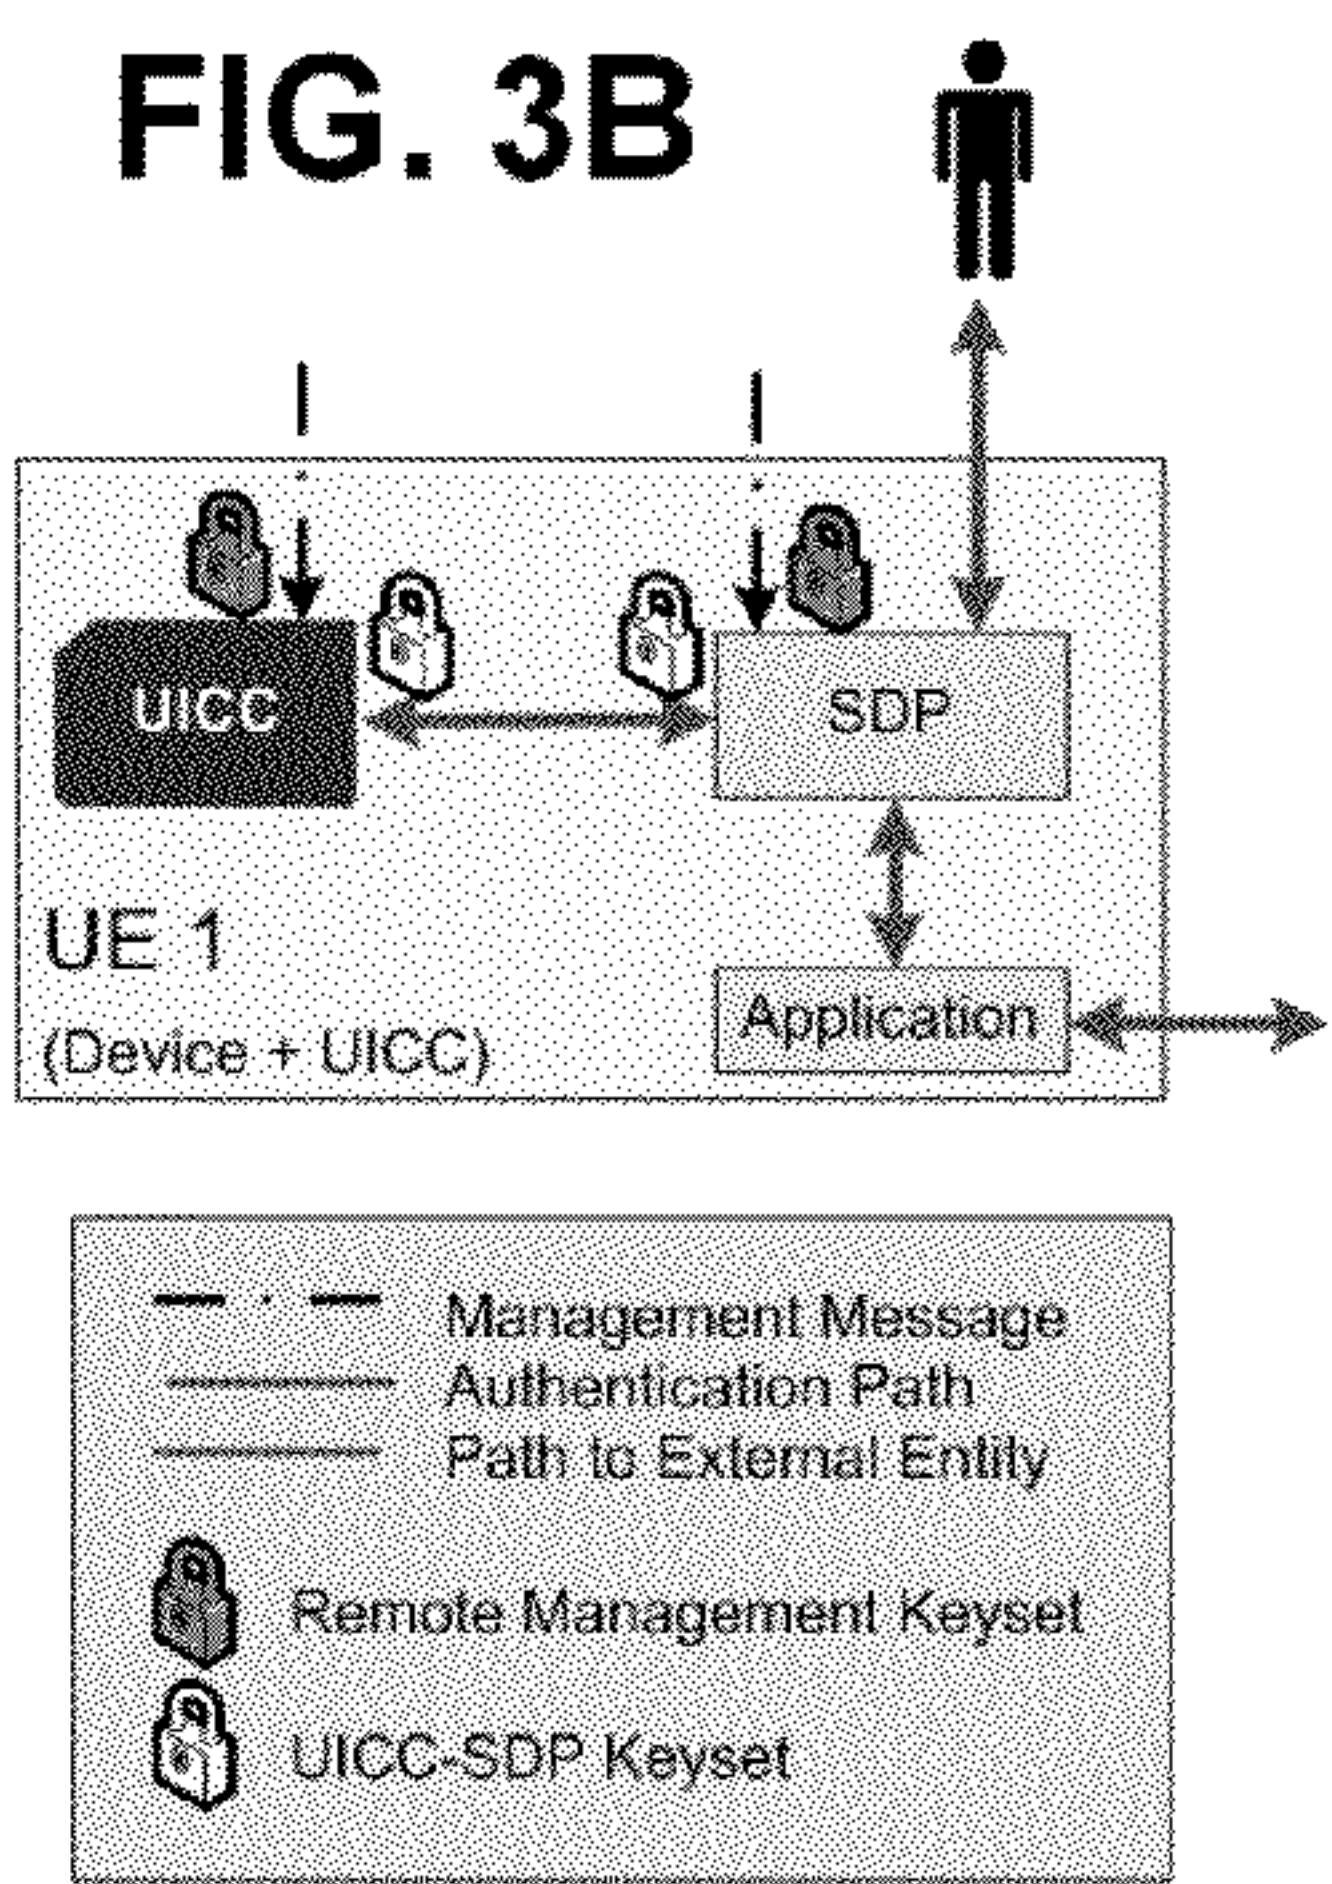 FIG. 3B
UICC
SDP
UE 1
(Device + UICC)
Application
Management Message
Authentication Path
Path to External Entity
Remote Management Keyset
UICC-SDP Keyset